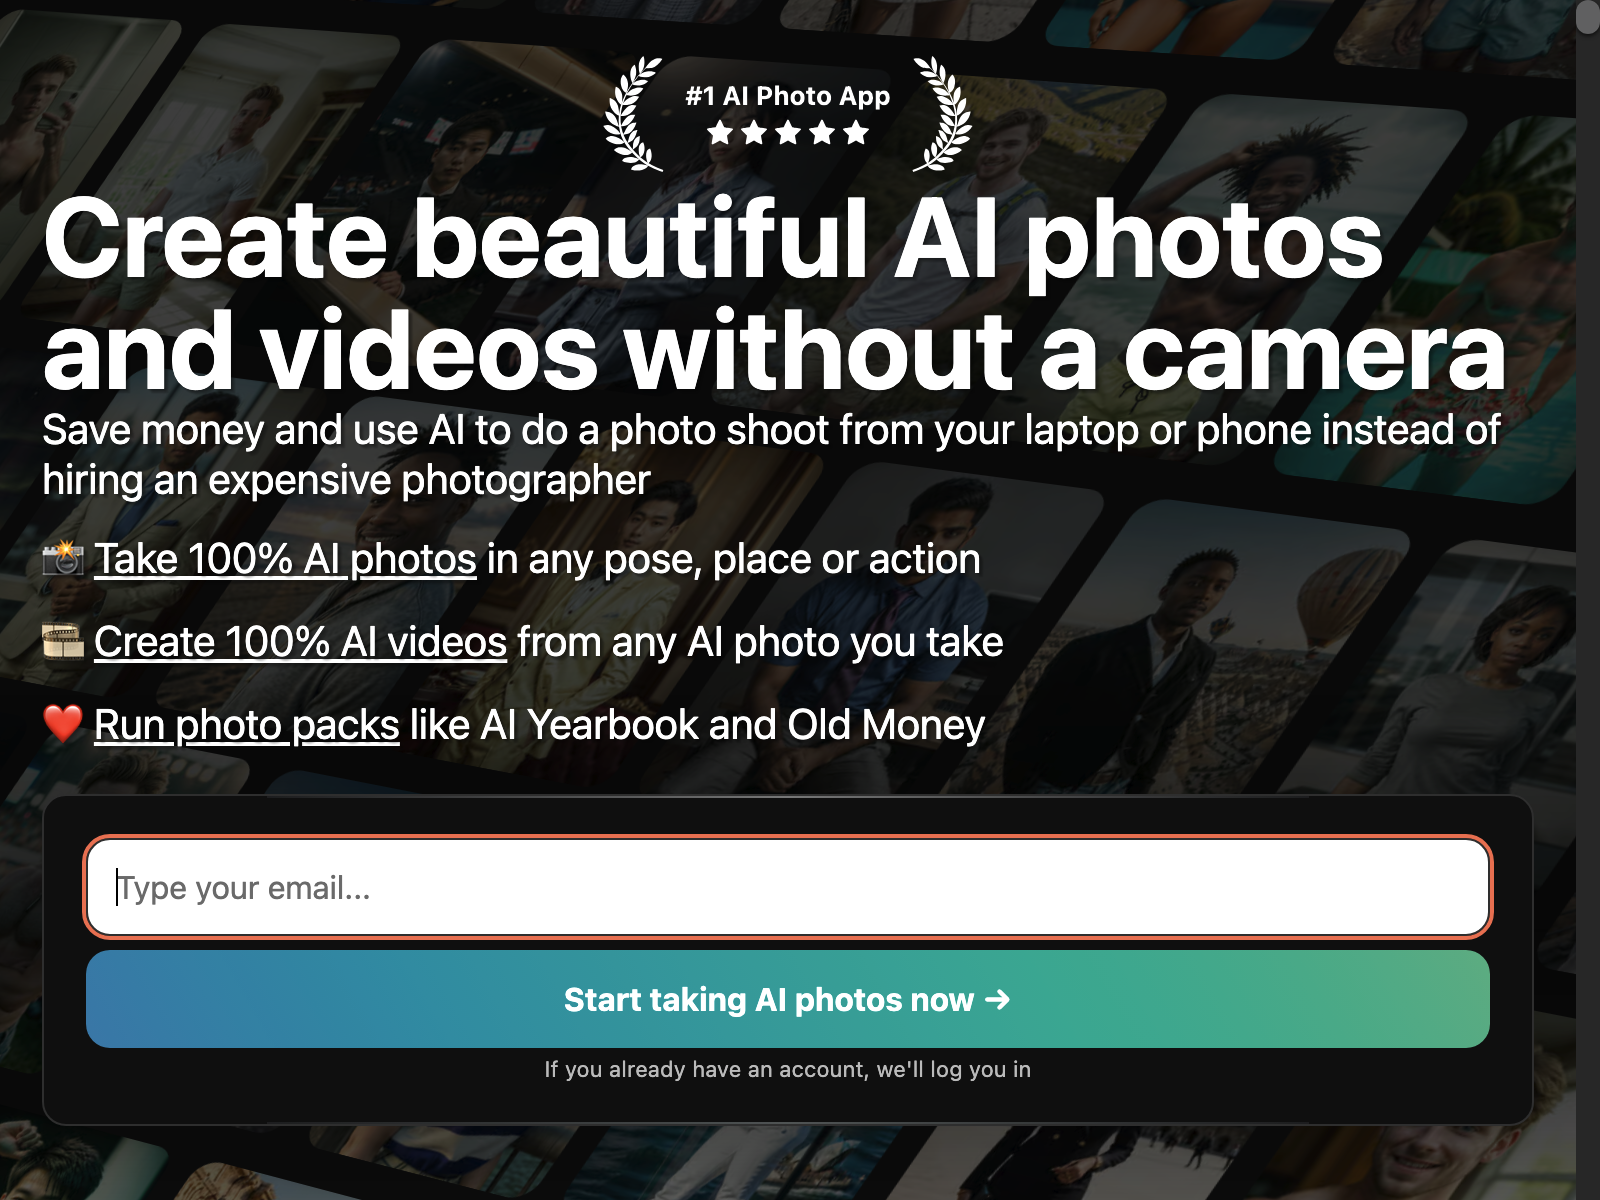 #1 AI Photo App
Create beautiful AI photos
and videos without a camera
Save money and use AI to do a photo shoot from your laptop or phone instead of
hiring an expensive photographer
Take 100% AI photos in any pose, place or action
Create 100% AI videos from any AI photo you take
Run photo packs like AI Yearbook and Old Money
Type your email...
Start taking AI photos now →
If you already have an account, we'll log you in